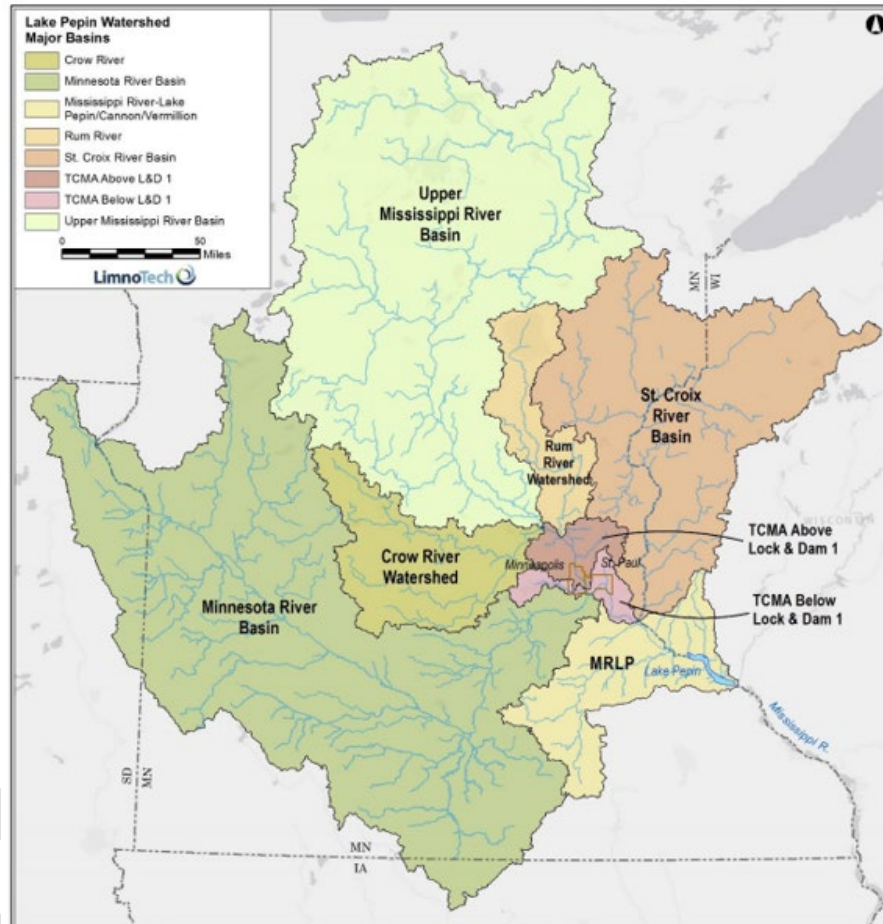 Lake Pepin Watershed
Major Basins
Crow River
Minnesota River Basin
Mississippi River-Lake
Pepin/Cannon/Vermillion
Rum River
St. Croix River Basin
TCMA Above L&D 1
TCMA Below L&D 1
Upper Mississippi River Basin
0 50
Miles
LimnoTech
Upper
Mississippi River
Basin
MN
WI
St. Croix
River
Basin
Rum
River
Watershed
WISCONSIN
TCMA Above
Lock & Dam 1
Minneapolis
St. Paul
Crow River
Watershed
TCMA Below
Lock & Dam 1
Minnesota River
Basin
MRLP
Lake Pepin
Mississippi R.
SD
MN
MN
IA